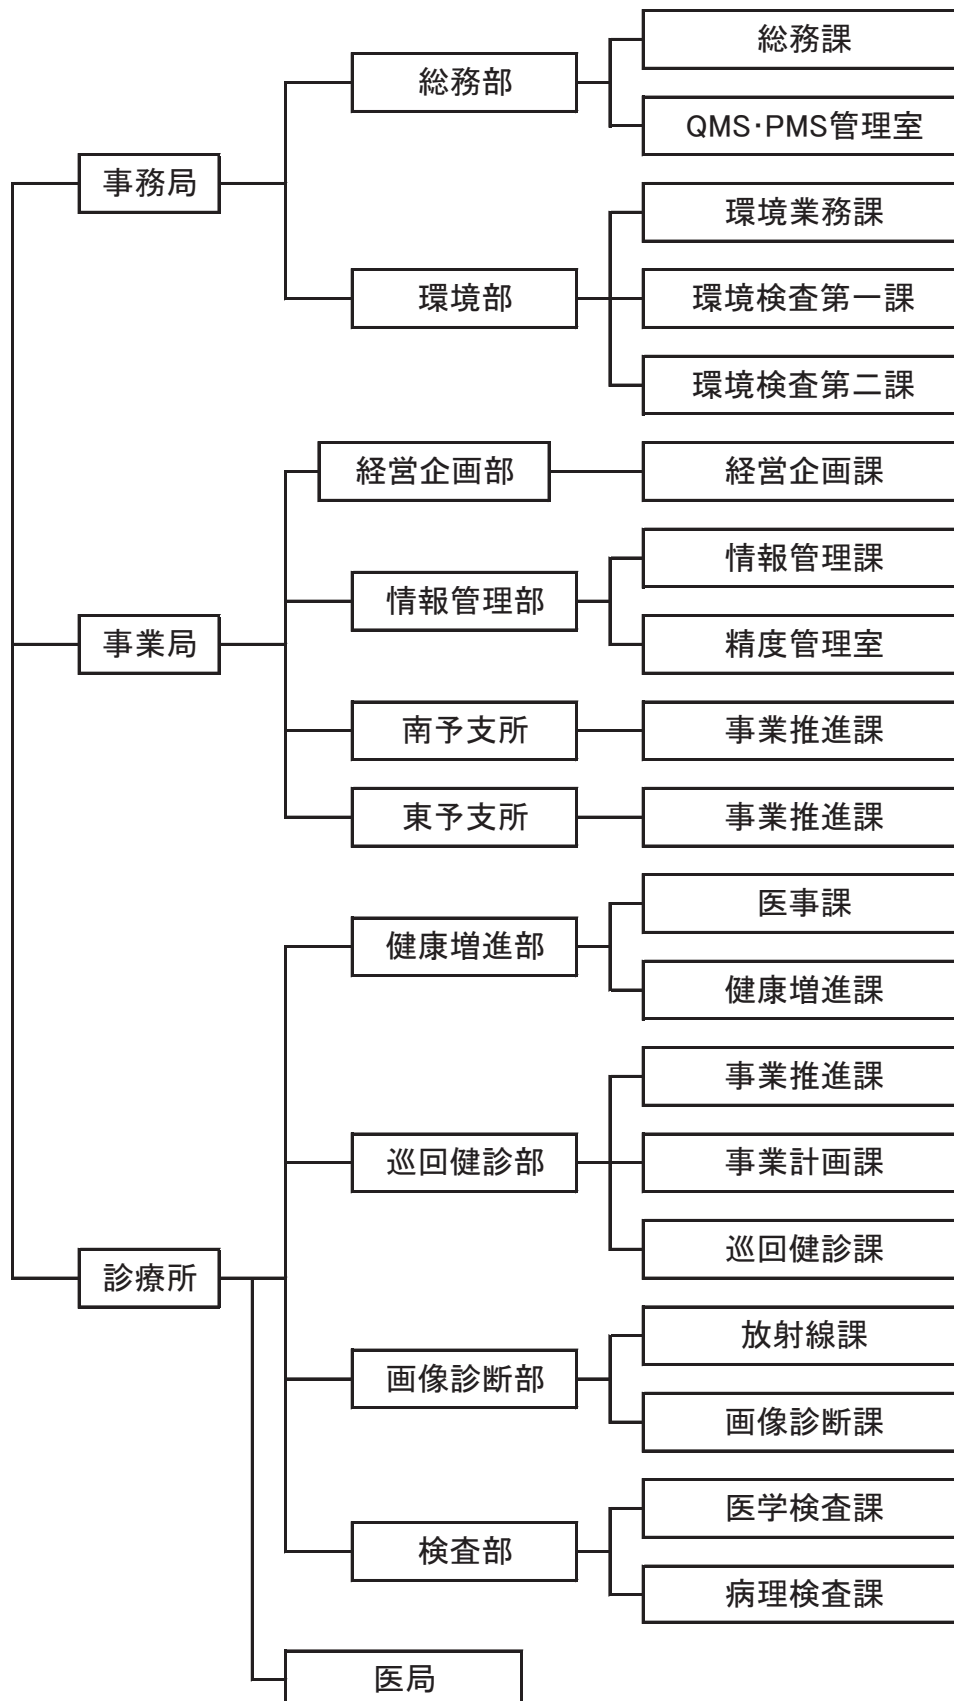 総務課
総務部
QMS・PMS管理室
事務局
環境業務課
環境部
環境検査第一課
環境検査第二課
経営企画部
経営企画課
情報管理課
情報管理部
事業局
精度管理室
南予支所
事業推進課
東予支所
事業推進課
医事課
健康増進部
健康増進課
事業推進課
巡回健診部
事業計画課
巡回健診課
診療所
放射線課
画像診断部
画像診断課
医学検査課
検査部
病理検査課
医局